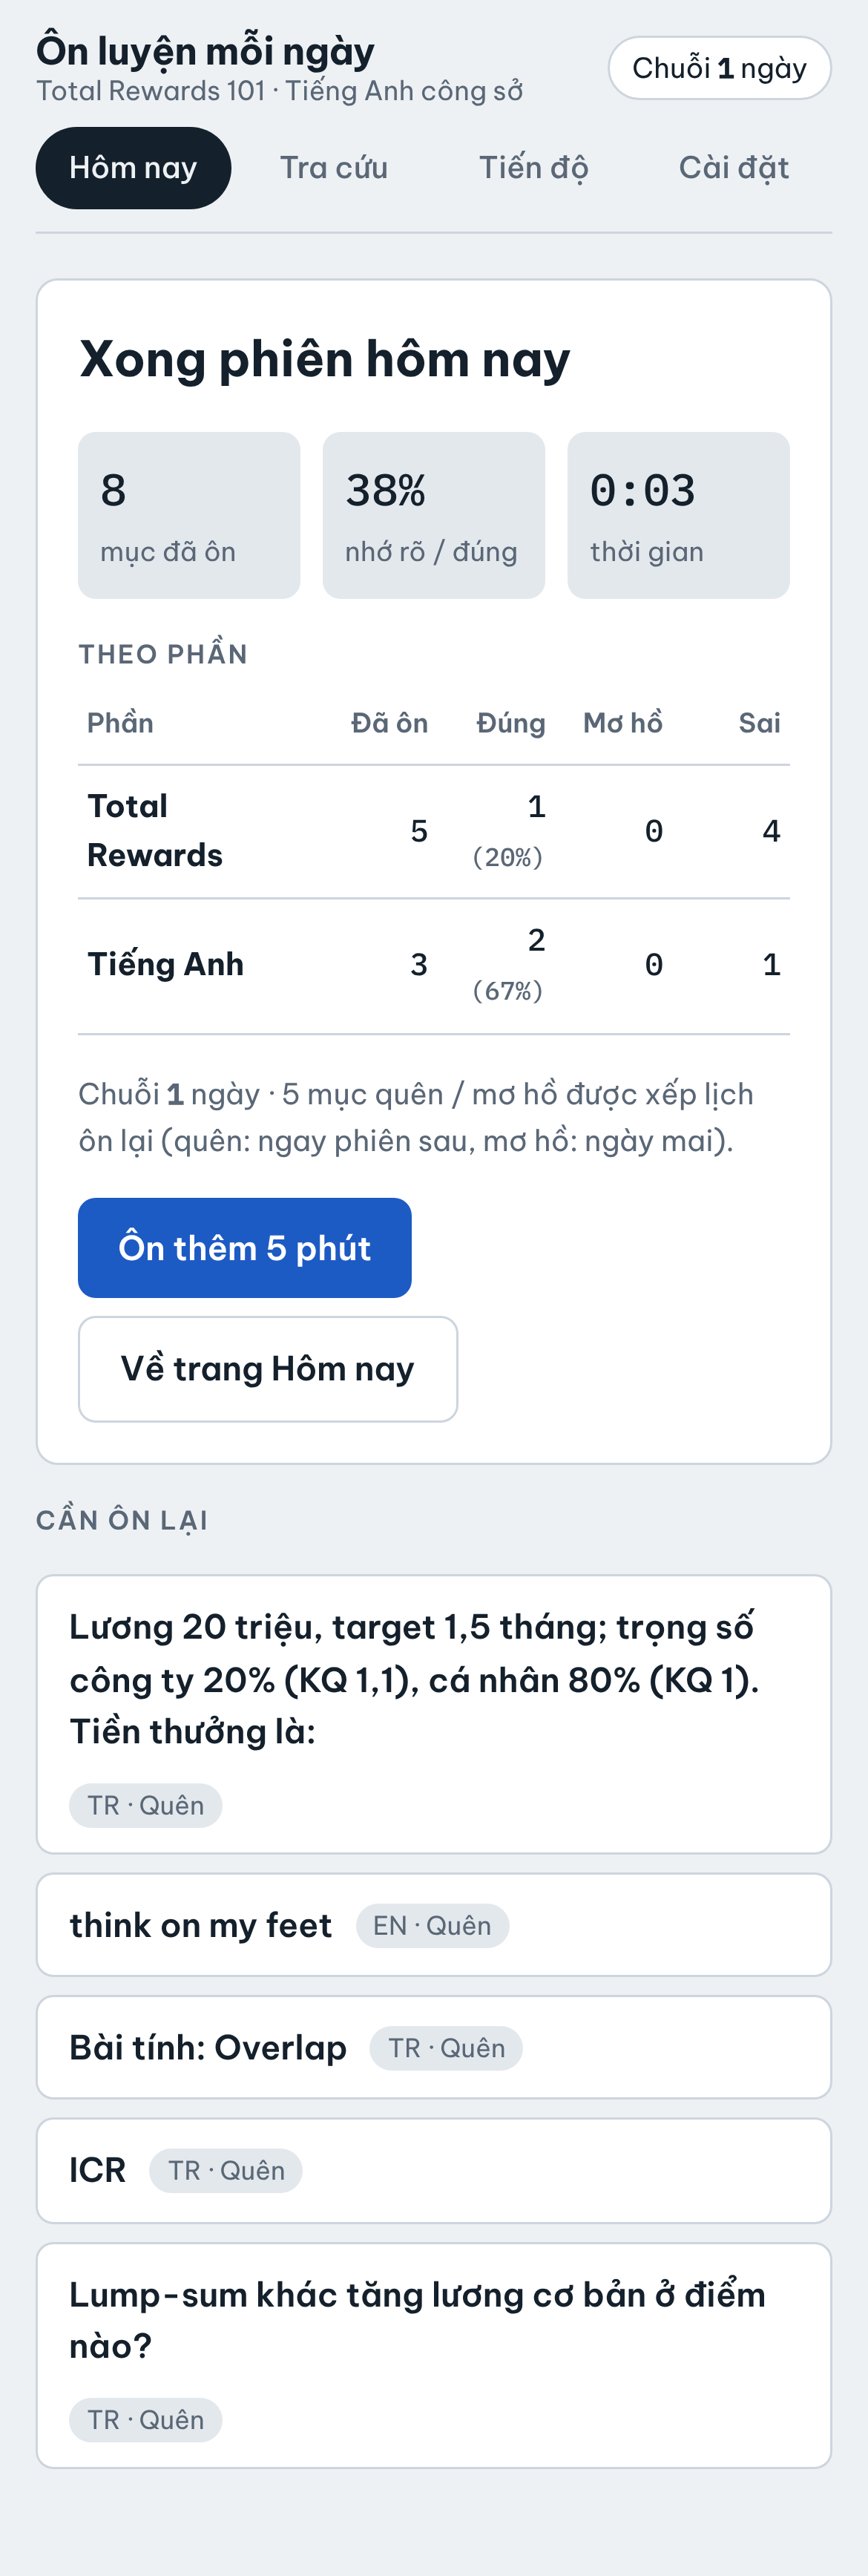 Ôn luyện mỗi ngày
Total Rewards 101 · Tiếng Anh công sở
Chuỗi 1 ngày
Hôm nay
Tra cứu
Tiến độ
Cài đặt
Xong phiên hôm nay
8
mục đã ôn
38%
nhớ rõ / đúng
0:03
thời gian
THEO PHẦN
Phần Đã ôn Đúng Mơ hồ Sai
Total Rewards 5 1 (20%) 0 4
Tiếng Anh 3 2 (67%) 0 1
Chuỗi 1 ngày · 5 mục quên / mơ hồ được xếp lịch
ôn lại (quên: ngay phiên sau, mơ hồ: ngày mai).
Ôn thêm 5 phút
Về trang Hôm nay
CẦN ÔN LẠI
Lương 20 triệu, target 1,5 tháng; trọng số
công ty 20% (KQ 1,1), cá nhân 80% (KQ 1).
Tiền thưởng là:
TR · Quên
think on my feet EN · Quên
Bài tính: Overlap TR · Quên
ICR TR · Quên
Lump-sum khác tăng lương cơ bản ở điểm
nào?
TR · Quên